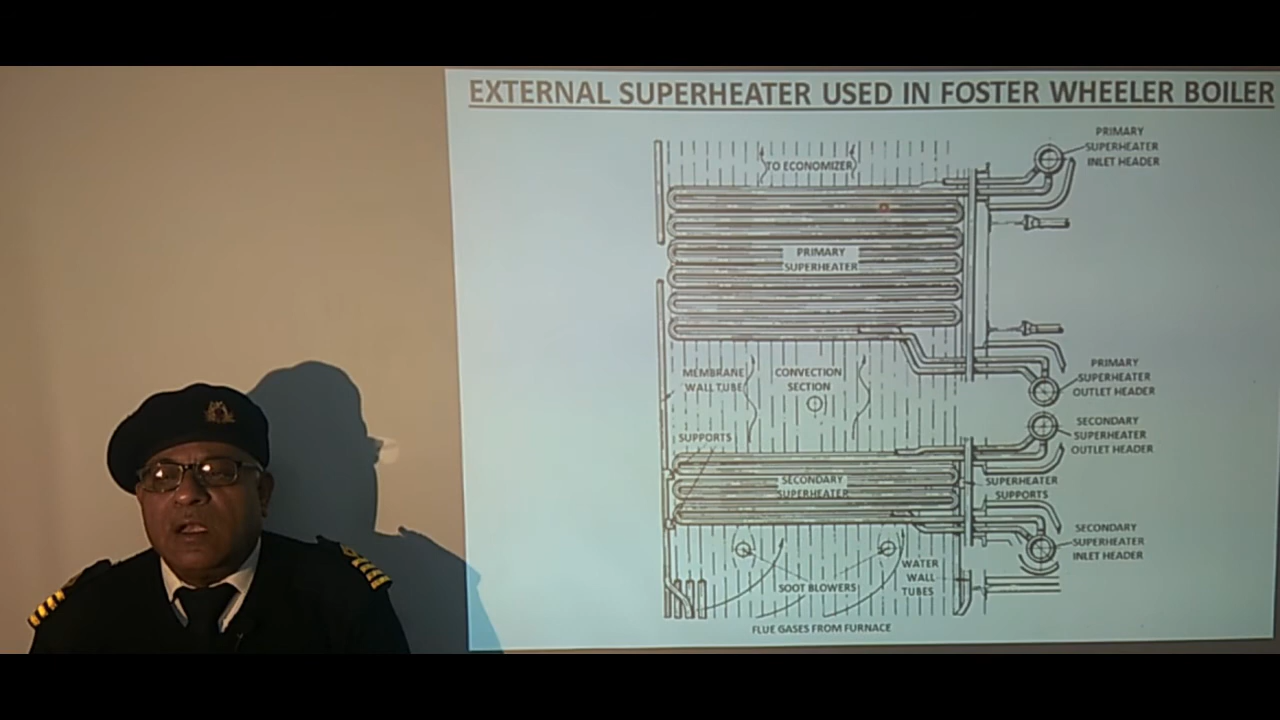 EXTERNAL SUPERHEATER USED IN FOSTER WHEELER BOILER
PRIMARY
SUPERHEATER
INLET HEADER
TO ECONOMIZER
PRIMARY
SUPERHEATER
MEMBRANE
WALL TUBE
CONVECTION
SECTION
PRIMARY
SUPERHEATER
OUTLET HEADER
SUPPORTS
SECONDARY
SUPERHEATER
OUTLET HEADER
SECONDARY
SUPERHEATER
SUPERHEATER
SUPPORTS
SECONDARY
SUPERHEATER
INLET HEADER
SOOT BLOWERS
WATER
WALL
TUBES
FLUE GASES FROM FURNACE